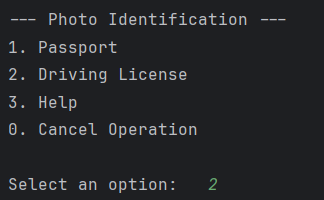 --- Photo Identification ---
1. Passport
2. Driving License
3. Help
0. Cancel Operation
Select an option: 2